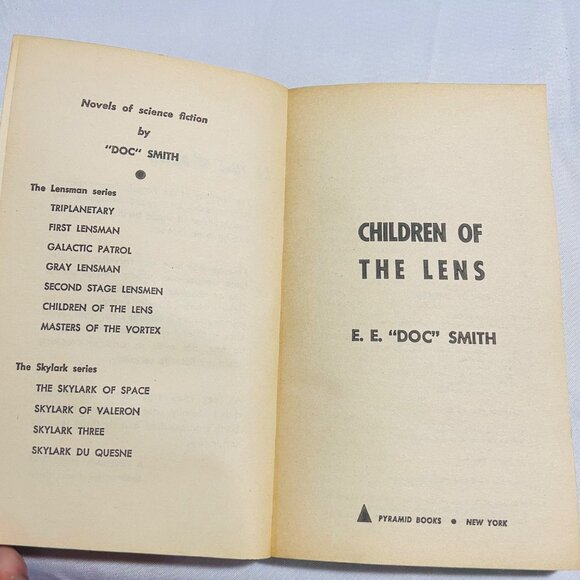 Novels of science fiction
by
"DOC" SMITH
The Lensman series
TRIPLANETARY
FIRST LENSMAN
GALACTIC PATROL
GRAY LENSMAN
SECOND STAGE LENSMEN
CHILDREN OF THE LENS
MASTERS OF THE VORTEX
The Skylark series
THE SKYLARK OF SPACE
SKYLARK OF VALERON
SKYLARK THREE
SKYLARK DU QUESNE
CHILDREN OF
THE LENS
E. E. "DOC" SMITH
PYRAMID BOOKS • NEW YORK